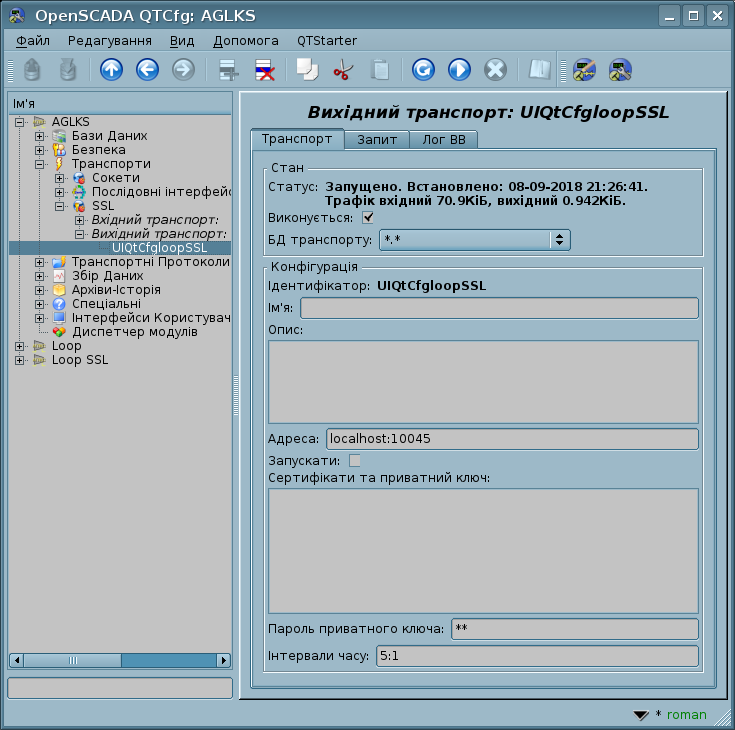 OpenSCADA QTCfg: AGLKS
Файл Редагування Вид Допомога QTStarter
Ім'я
AGLKS
Бази Даних
Безпека
Транспорти
Сокети
Послідовні інтерфейс
SSL
Вхідний транспорт:
Вихідний транспорт:
UIQtCfgloopSSL
Транспортні Протоколи
Збір Даних
Архіви-Історія
Спеціальні
Інтерфейси Користувач
Диспетчер модулів
Loop
Loop SSL
Вихідний транспорт: UIQtCfgloopSSL
Транспорт Запит Лог ВВ
Стан
Статус: Запущено. Встановлено: 08-09-2018 21:26:41.
Трафік вхідний 70.9КіБ, вихідний 0.942КіБ.
Виконується:
БД транспорту: *.*
Конфігурація
Ідентифікатор: UIQtCfgloopSSL
Ім'я:
Опис:
Адреса: localhost:10045
Запускати:
Сертифікати та приватний ключ:
Пароль приватного ключа: **
Інтервали часу: 5:1
* roman